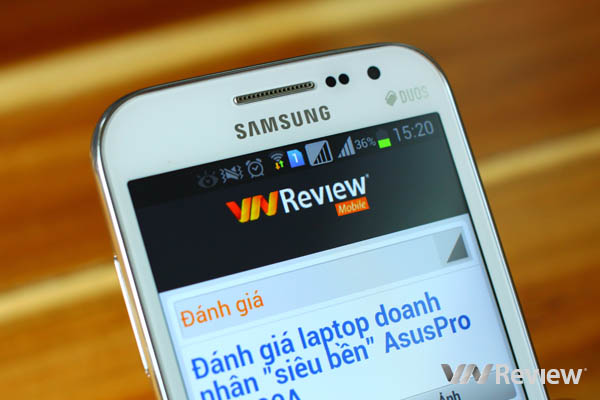 DUOS
SAMSUNG
1 36% 15:20
VNReview
Mobile
Đánh giá
Đánh giá laptop doanh
nhân "siêu bền" AsusPro
Ảnh
VNReview